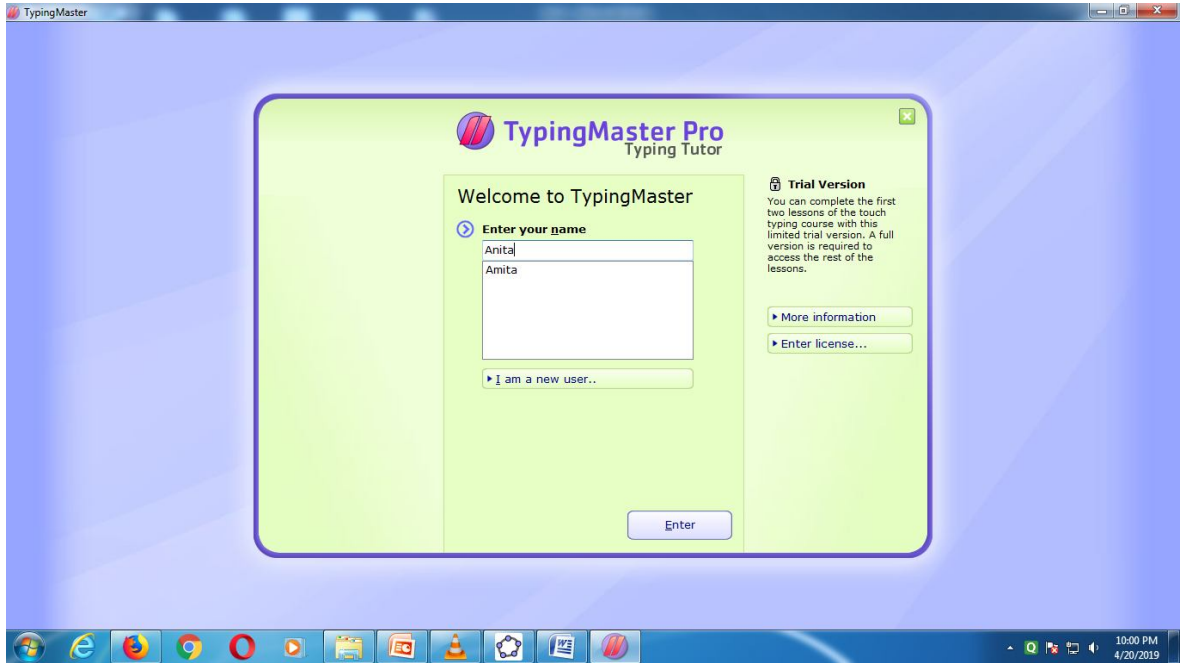 TypingMaster
TypingMaster Pro
Typing Tutor
Welcome to TypingMaster
Enter your name
Anita
Amita
I am a new user..
Enter
Trial Version
You can complete the first
two lessons of the touch
typing course with this
limited trial version. A full
version is required to
access the rest of the
lessons.
More information
Enter license...
10:00 PM
4/20/2019